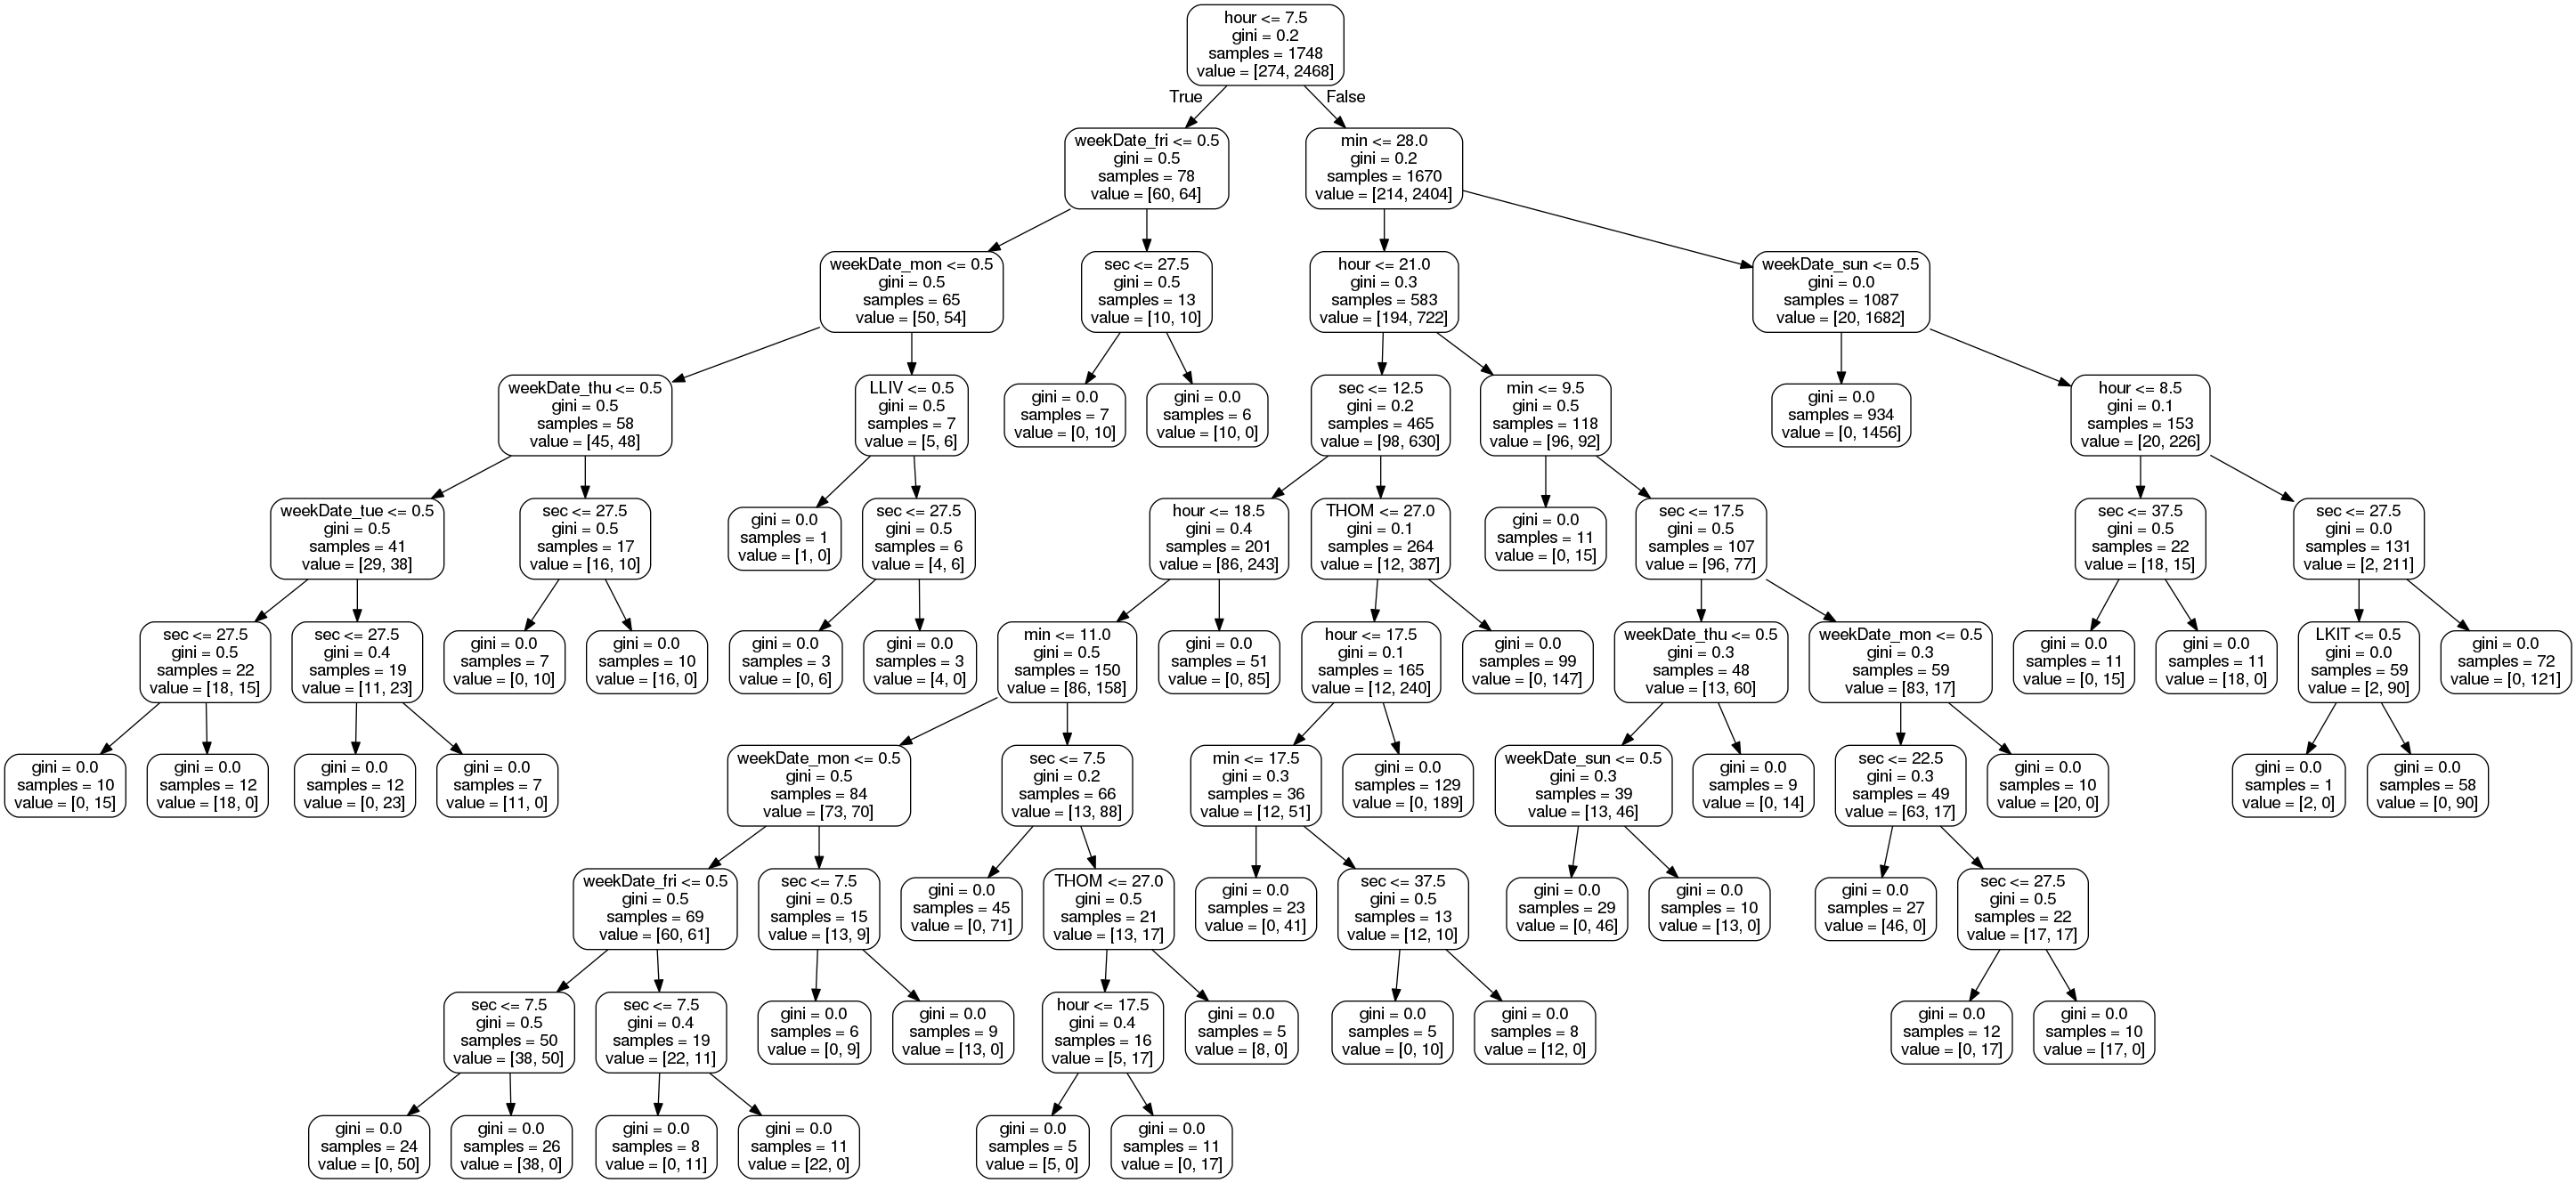 hour <= 7.5
gini = 0.2
samples = 1748
value = [274, 2468]
True
False
weekDate_fri <= 0.5
gini = 0.5
samples = 78
value = [60, 64]
min <= 28.0
gini = 0.2
samples = 1670
value = [214, 2404]
weekDate_mon <= 0.5
gini = 0.5
samples = 65
value = [50, 54]
sec <= 27.5
gini = 0.5
samples = 13
value = [10, 10]
hour <= 21.0
gini = 0.3
samples = 583
value = [194, 722]
weekDate_sun <= 0.5
gini = 0.0
samples = 1087
value = [20, 1682]
weekDate_thu <= 0.5
gini = 0.5
samples = 58
value = [45, 48]
LLIV <= 0.5
gini = 0.5
samples = 7
value = [5, 6]
gini = 0.0
samples = 7
value = [0, 10]
gini = 0.0
samples = 6
value = [10, 0]
sec <= 12.5
gini = 0.2
samples = 465
value = [98, 630]
min <= 9.5
gini = 0.5
samples = 118
value = [96, 92]
gini = 0.0
samples = 934
value = [0, 1456]
hour <= 8.5
gini = 0.1
samples = 153
value = [20, 226]
weekDate_tue <= 0.5
gini = 0.5
samples = 41
value = [29, 38]
sec <= 27.5
gini = 0.5
samples = 17
value = [16, 10]
gini = 0.0
samples = 1
value = [1, 0]
sec <= 27.5
gini = 0.5
samples = 6
value = [4, 6]
hour <= 18.5
gini = 0.4
samples = 201
value = [86, 243]
THOM <= 27.0
gini = 0.1
samples = 264
value = [12, 387]
gini = 0.0
samples = 11
value = [0, 15]
sec <= 17.5
gini = 0.5
samples = 107
value = [96, 77]
sec <= 37.5
gini = 0.5
samples = 22
value = [18, 15]
sec <= 27.5
gini = 0.0
samples = 131
value = [2, 211]
sec <= 27.5
gini = 0.5
samples = 22
value = [18, 15]
sec <= 27.5
gini = 0.4
samples = 19
value = [11, 23]
gini = 0.0
samples = 7
value = [0, 10]
gini = 0.0
samples = 10
value = [16, 0]
gini = 0.0
samples = 3
value = [0, 6]
gini = 0.0
samples = 3
value = [4, 0]
min <= 11.0
gini = 0.5
samples = 150
value = [86, 158]
gini = 0.0
samples = 51
value = [0, 85]
hour <= 17.5
gini = 0.1
samples = 165
value = [12, 240]
gini = 0.0
samples = 99
value = [0, 147]
weekDate_thu <= 0.5
gini = 0.3
samples = 48
value = [13, 60]
weekDate_mon <= 0.5
gini = 0.3
samples = 59
value = [83, 17]
gini = 0.0
samples = 11
value = [0, 15]
gini = 0.0
samples = 11
value = [18, 0]
LKIT <= 0.5
gini = 0.0
samples = 59
value = [2, 90]
gini = 0.0
samples = 72
value = [0, 121]
gini = 0.0
samples = 10
value = [0, 15]
gini = 0.0
samples = 12
value = [18, 0]
gini = 0.0
samples = 12
value = [0, 23]
gini = 0.0
samples = 7
value = [11, 0]
weekDate_mon <= 0.5
gini = 0.5
samples = 84
value = [73, 70]
sec <= 7.5
gini = 0.2
samples = 66
value = [13, 88]
min <= 17.5
gini = 0.3
samples = 36
value = [12, 51]
gini = 0.0
samples = 129
value = [0, 189]
weekDate_sun <= 0.5
gini = 0.3
samples = 39
value = [13, 46]
gini = 0.0
samples = 9
value = [0, 14]
sec <= 22.5
gini = 0.3
samples = 49
value = [63, 17]
gini = 0.0
samples = 10
value = [20, 0]
gini = 0.0
samples = 1
value = [2, 0]
gini = 0.0
samples = 58
value = [0, 90]
weekDate_fri <= 0.5
gini = 0.5
samples = 69
value = [60, 61]
sec <= 7.5
gini = 0.5
samples = 15
value = [13, 9]
gini = 0.0
samples = 45
value = [0, 71]
THOM <= 27.0
gini = 0.5
samples = 21
value = [13, 17]
gini = 0.0
samples = 23
value = [0, 41]
sec <= 37.5
gini = 0.5
samples = 13
value = [12, 10]
gini = 0.0
samples = 29
value = [0, 46]
gini = 0.0
samples = 10
value = [13, 0]
gini = 0.0
samples = 27
value = [46, 0]
sec <= 27.5
gini = 0.5
samples = 22
value = [17, 17]
sec <= 7.5
gini = 0.5
samples = 50
value = [38, 50]
sec <= 7.5
gini = 0.4
samples = 19
value = [22, 11]
gini = 0.0
samples = 6
value = [0, 9]
gini = 0.0
samples = 9
value = [13, 0]
hour <= 17.5
gini = 0.4
samples = 16
value = [5, 17]
gini = 0.0
samples = 5
value = [8, 0]
gini = 0.0
samples = 5
value = [0, 10]
gini = 0.0
samples = 8
value = [12, 0]
gini = 0.0
samples = 12
value = [0, 17]
gini = 0.0
samples = 10
value = [17, 0]
gini = 0.0
samples = 24
value = [0, 50]
gini = 0.0
samples = 26
value = [38, 0]
gini = 0.0
samples = 8
value = [0, 11]
gini = 0.0
samples = 11
value = [22, 0]
gini = 0.0
samples = 5
value = [5, 0]
gini = 0.0
samples = 11
value = [0, 17]